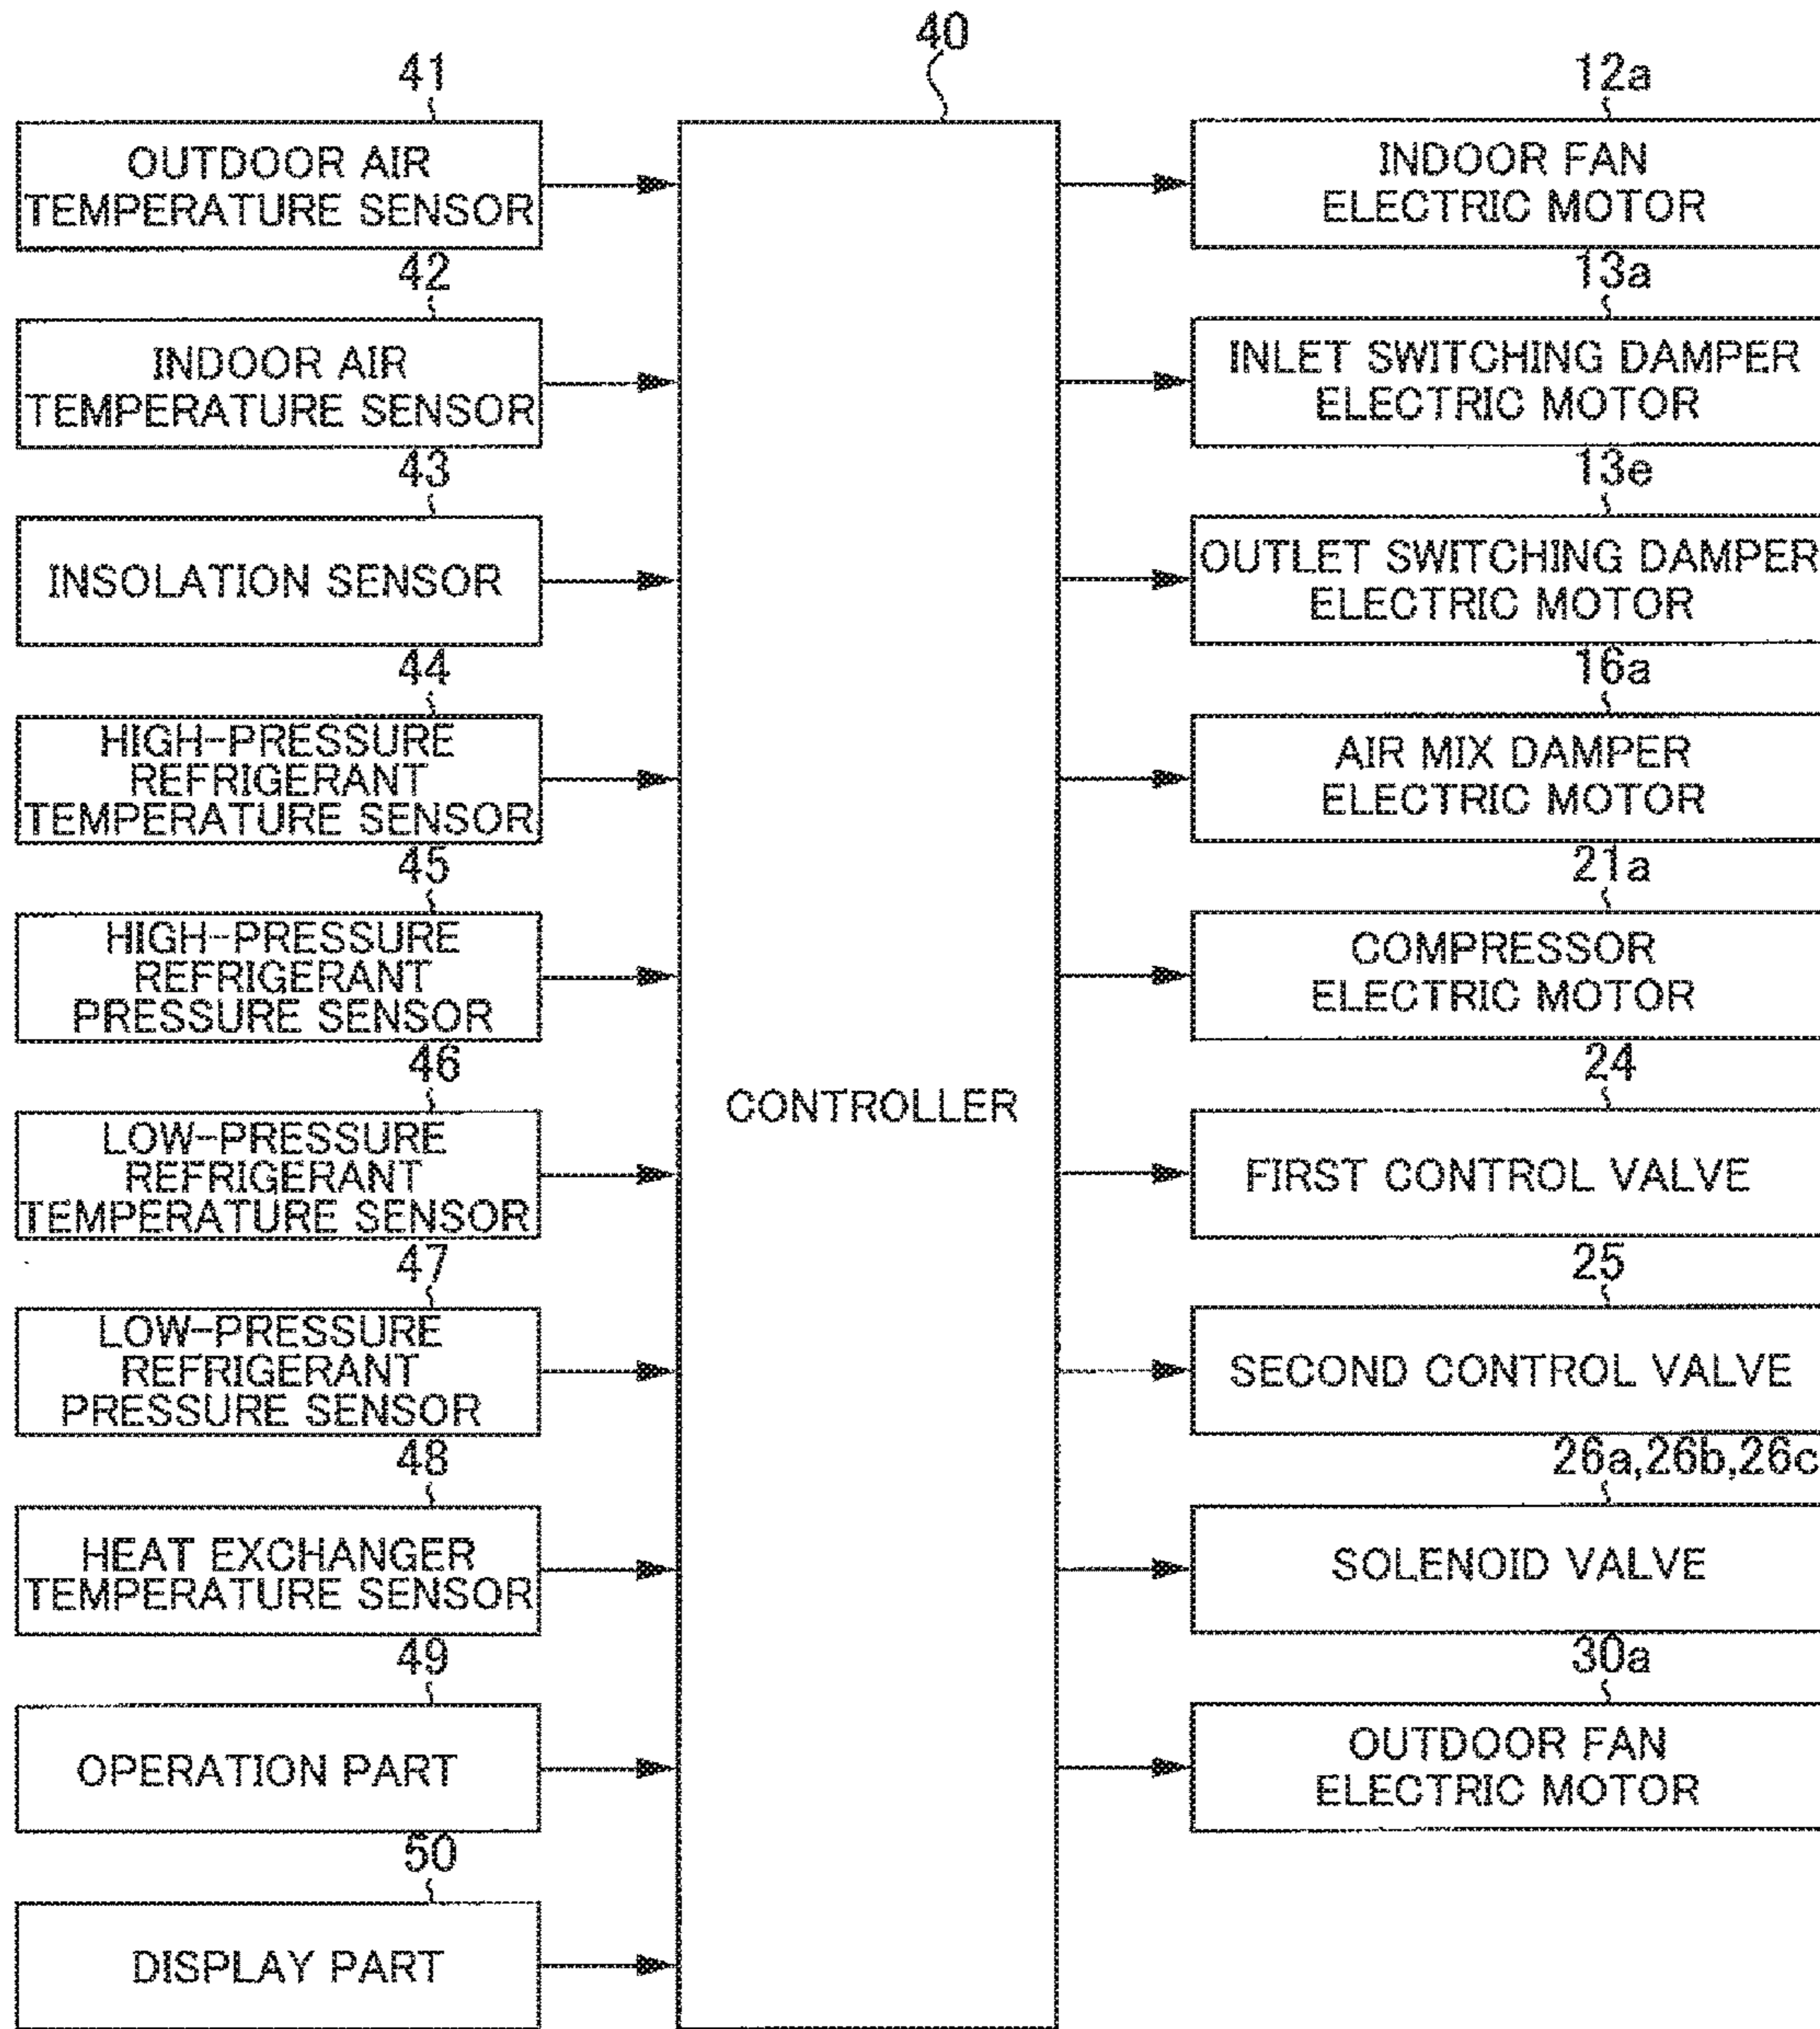 40
41
OUTDOOR AIR
TEMPERATURE SENSOR
42
INDOOR AIR
TEMPERATURE SENSOR
43
INSOLATION SENSOR
44
HIGH-PRESSURE
REFRIGERANT
TEMPERATURE SENSOR
45
HIGH-PRESSURE
REFRIGERANT
PRESSURE SENSOR
46
LOW-PRESSURE
REFRIGERANT
TEMPERATURE SENSOR
47
LOW-PRESSURE
REFRIGERANT
PRESSURE SENSOR
48
HEAT EXCHANGER
TEMPERATURE SENSOR
49
OPERATION PART
50
DISPLAY PART
CONTROLLER
12a
INDOOR FAN
ELECTRIC MOTOR
13a
INLET SWITCHING DAMPER
ELECTRIC MOTOR
13e
OUTLET SWITCHING DAMPER
ELECTRIC MOTOR
16a
AIR MIX DAMPER
ELECTRIC MOTOR
21a
COMPRESSOR
ELECTRIC MOTOR
24
FIRST CONTROL VALVE
25
SECOND CONTROL VALVE
26a,26b,26c
SOLENOID VALVE
30a
OUTDOOR FAN
ELECTRIC MOTOR